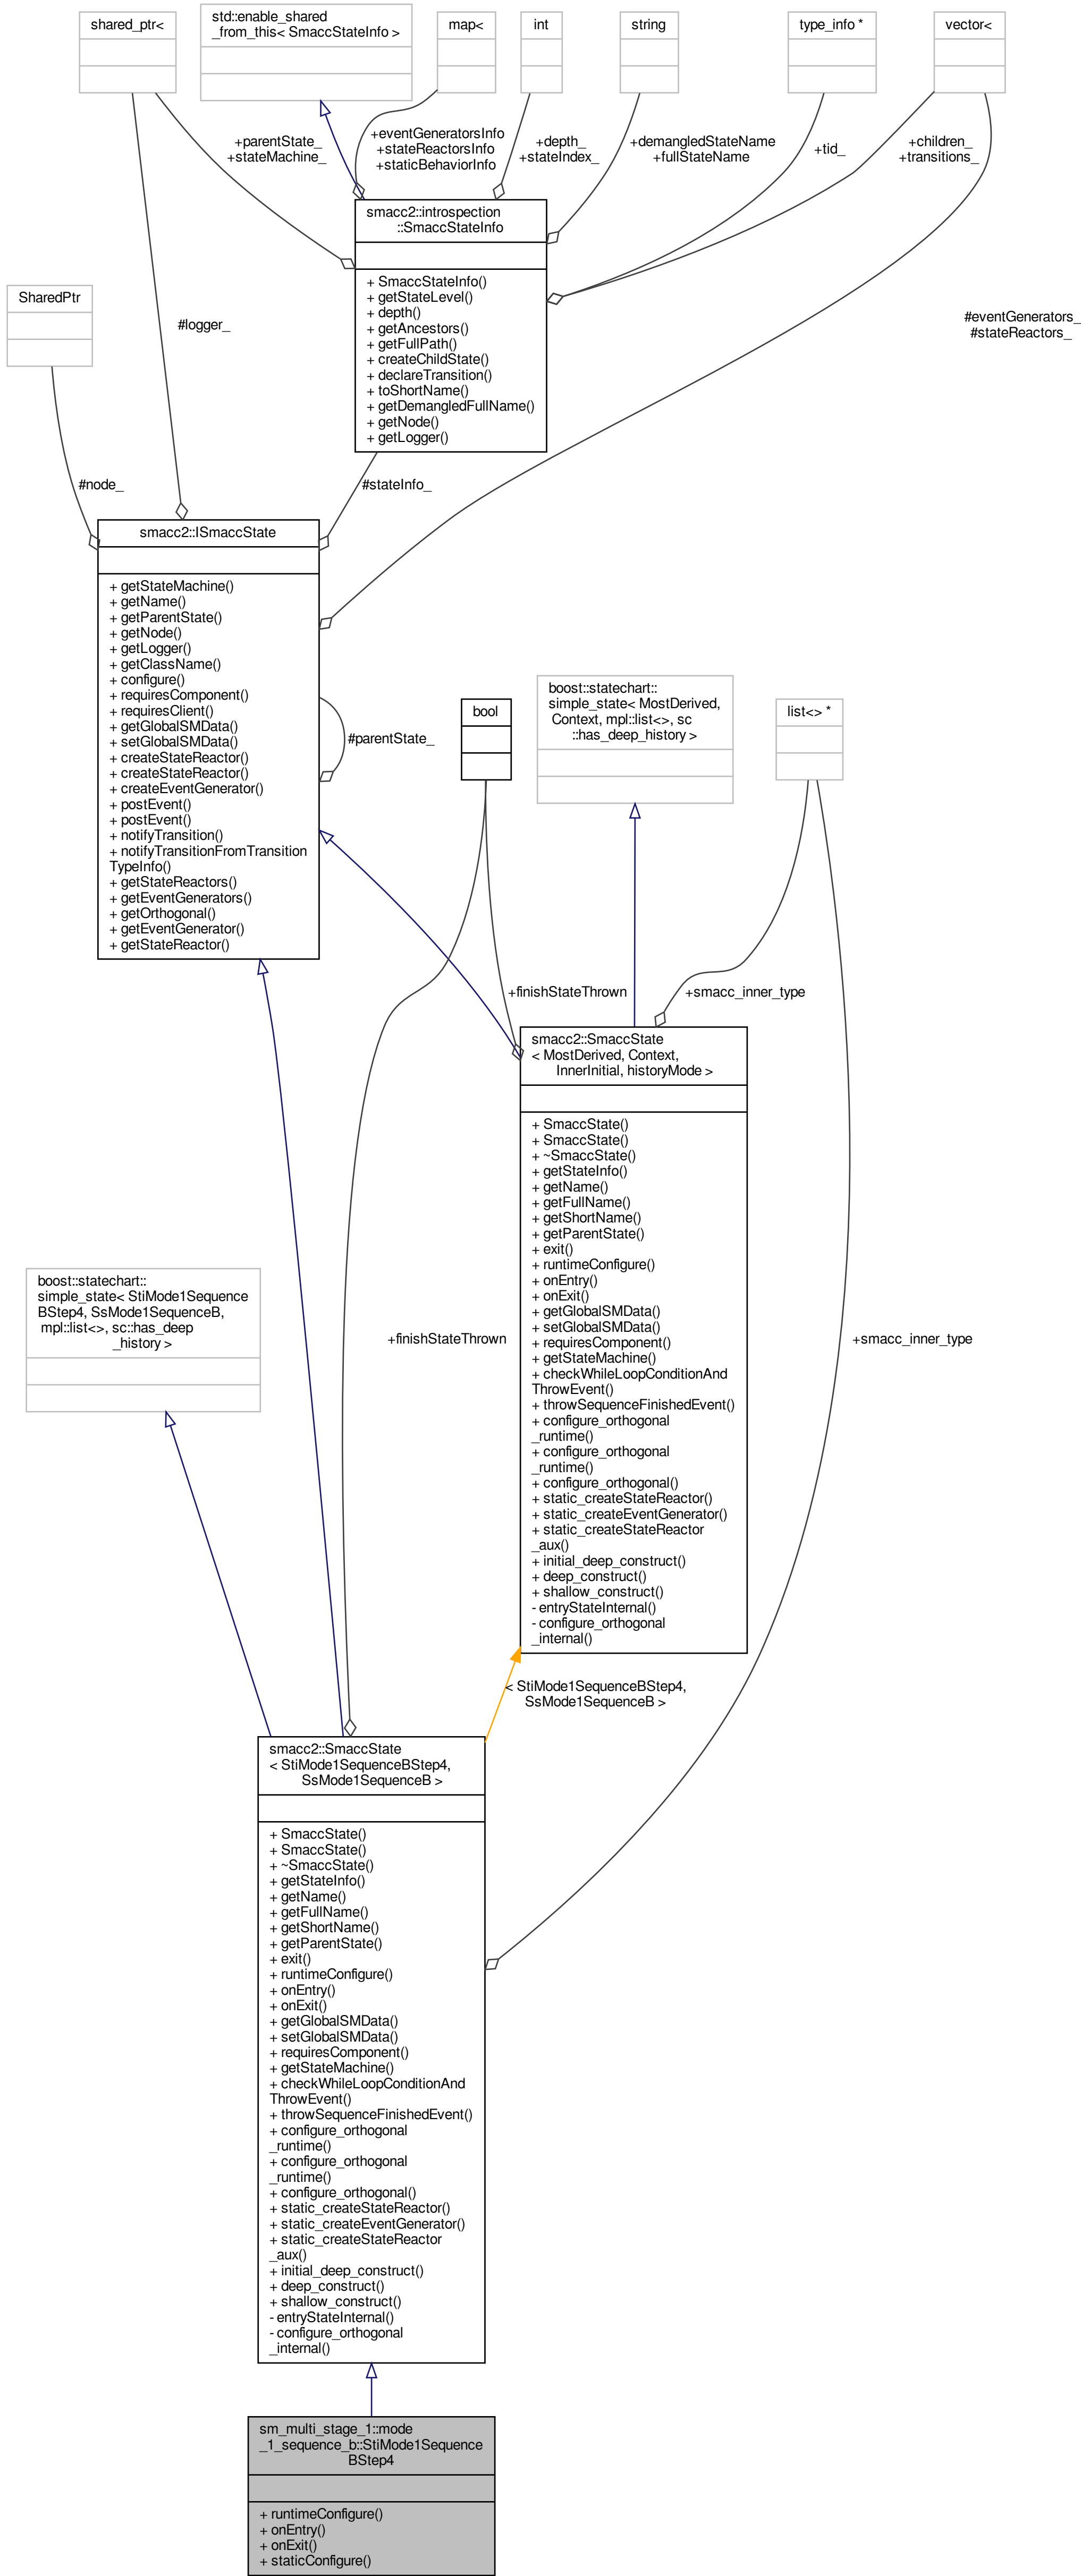 shared_ptr<
std::enable_shared
_from_this< SmaccStateInfo >
map<
int
string
type_info *
vector<
+parentState_
+stateMachine_
+eventGeneratorsInfo
+stateReactorsInfo
+staticBehaviorInfo
+depth_
+stateIndex_
+demangledStateName
+fullStateName
+tid_
+children_
+transitions_
smacc2::introspection
::SmaccStateInfo
+ SmaccStateInfo()
+ getStateLevel()
+ depth()
+ getAncestors()
+ getFullPath()
+ createChildState()
+ declareTransition()
+ toShortName()
+ getDemangledFullName()
+ getNode()
+ getLogger()
SharedPtr
#logger_
#eventGenerators_
#stateReactors_
#node_
#stateInfo_
smacc2::ISmaccState
+ getStateMachine()
+ getName()
+ getParentState()
+ getNode()
+ getLogger()
+ getClassName()
+ configure()
+ requiresComponent()
+ requiresClient()
+ getGlobalSMData()
+ setGlobalSMData()
+ createStateReactor()
+ createStateReactor()
+ createEventGenerator()
+ postEvent()
+ postEvent()
+ notifyTransition()
+ notifyTransitionFromTransition
TypeInfo()
+ getStateReactors()
+ getEventGenerators()
+ getOrthogonal()
+ getEventGenerator()
+ getStateReactor()
#parentState_
bool
boost::statechart::
simple_state< MostDerived,
Context, mpl::list<>, sc
::has_deep_history >
list<> *
+finishStateThrown
+smacc_inner_type
smacc2::SmaccState
< MostDerived, Context,
InnerInitial, historyMode >
+ SmaccState()
+ SmaccState()
+ ~SmaccState()
+ getStateInfo()
+ getName()
+ getFullName()
+ getShortName()
+ getParentState()
+ exit()
+ runtimeConfigure()
+ onEntry()
+ onExit()
+ getGlobalSMData()
+ setGlobalSMData()
+ requiresComponent()
+ getStateMachine()
+ checkWhileLoopConditionAnd
ThrowEvent()
+ throwSequenceFinishedEvent()
+ configure_orthogonal
_runtime()
+ configure_orthogonal
_runtime()
+ configure_orthogonal()
+ static_createStateReactor()
+ static_createEventGenerator()
+ static_createStateReactor
_aux()
+ initial_deep_construct()
+ deep_construct()
+ shallow_construct()
- entryStateInternal()
- configure_orthogonal
_internal()
boost::statechart::
simple_state< StiMode1Sequence
BStep4, SsMode1SequenceB,
mpl::list<>, sc::has_deep
_history >
+finishStateThrown
+smacc_inner_type
< StiMode1SequenceBStep4,
SsMode1SequenceB >
smacc2::SmaccState
< StiMode1SequenceBStep4,
SsMode1SequenceB >
+ SmaccState()
+ SmaccState()
+ ~SmaccState()
+ getStateInfo()
+ getName()
+ getFullName()
+ getShortName()
+ getParentState()
+ exit()
+ runtimeConfigure()
+ onEntry()
+ onExit()
+ getGlobalSMData()
+ setGlobalSMData()
+ requiresComponent()
+ getStateMachine()
+ checkWhileLoopConditionAnd
ThrowEvent()
+ throwSequenceFinishedEvent()
+ configure_orthogonal
_runtime()
+ configure_orthogonal
_runtime()
+ configure_orthogonal()
+ static_createStateReactor()
+ static_createEventGenerator()
+ static_createStateReactor
_aux()
+ initial_deep_construct()
+ deep_construct()
+ shallow_construct()
- entryStateInternal()
- configure_orthogonal
_internal()
sm_multi_stage_1::mode
_1_sequence_b::StiMode1Sequence
BStep4
+ runtimeConfigure()
+ onEntry()
+ onExit()
+ staticConfigure()